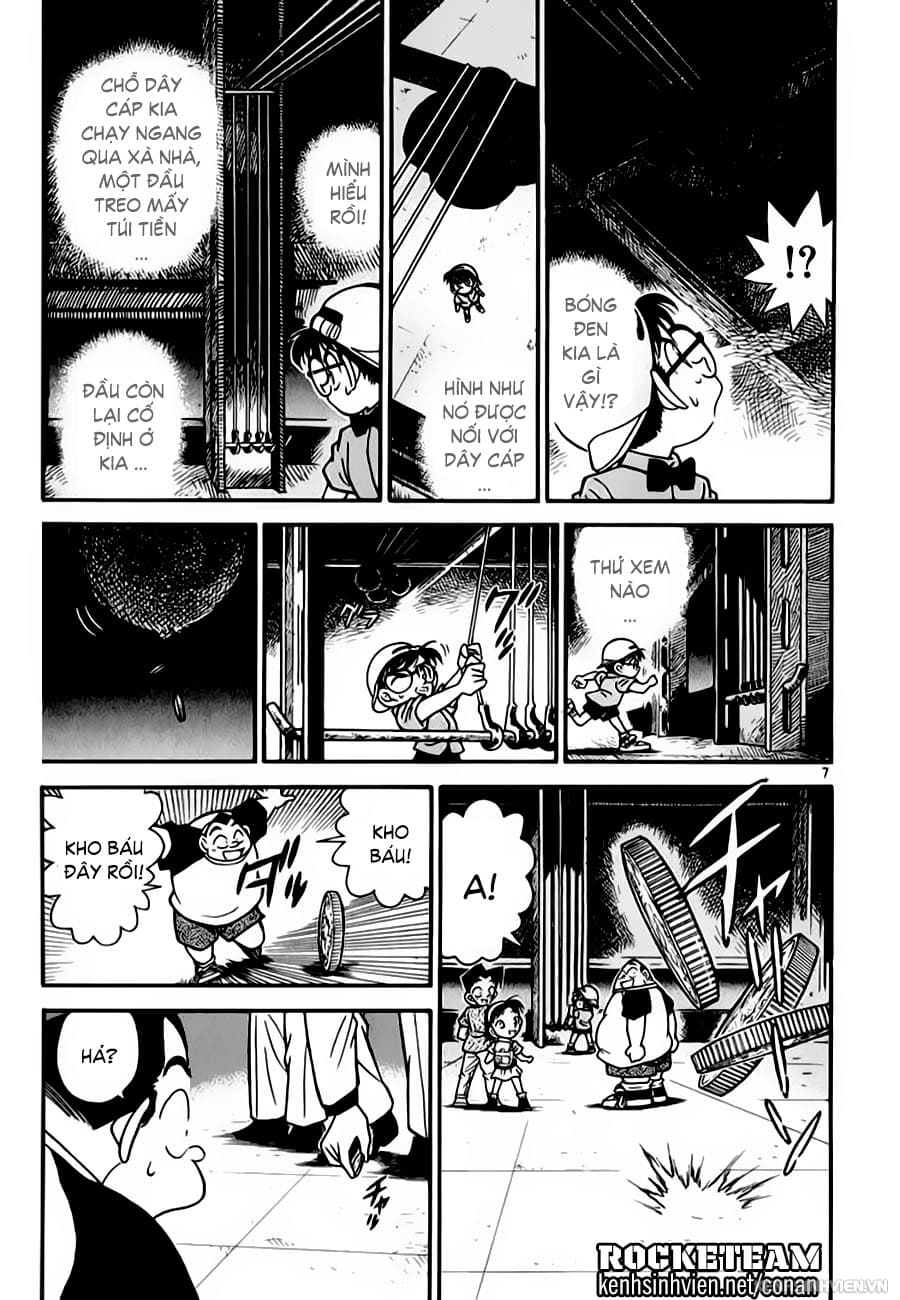 !?
BÓNG
ĐEN
KIA LÀ
GÌ
VẬY!?
HÌNH NHƯ
NÓ ĐƯỢC
NỐI VỚI
DÂY CÁP
...
MÌNH
HIỂU
RỒI!
CHỖ DÂY
CÁP KIA
CHẠY NGANG
QUA XÀ NHÀ,
MỘT ĐẦU
TREO MẤY
TÚI TIỀN
...
ĐẦU CÒN
LẠI CỐ
ĐỊNH Ở
KIA ...
THỬ XEM
NÀO
...
7
A!
KHO
BÁU!
KHO BÁU
ĐÂY RỒI!
HẢ?
ROCKETEAM
kenhsinhvien.net/conan